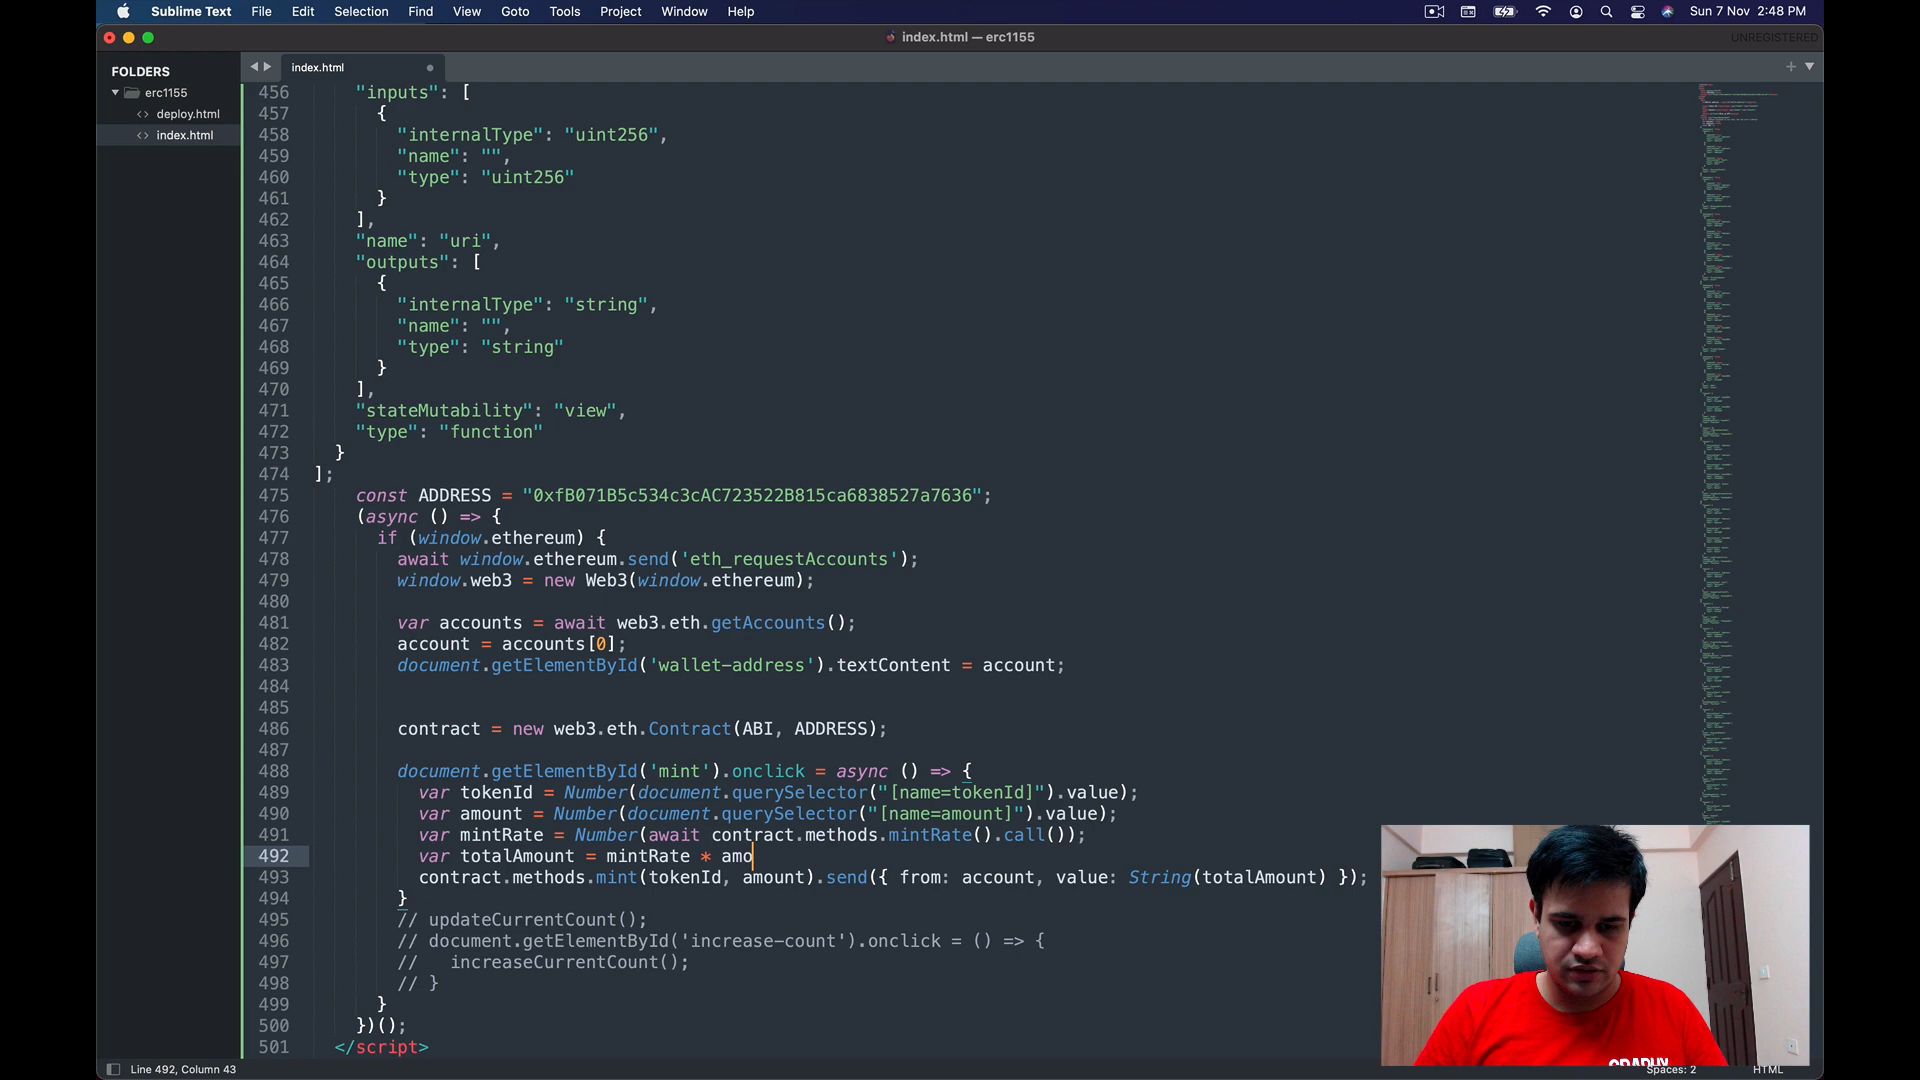 Sublime Text File Edit Selection Find View Goto Tools Project Window Help Sun 7 Nov 2:48 PM
index.html — erc1155 UNREGISTERED
FOLDERS
erc1155
<> deploy.html
<> index.html
index.html
456 "inputs": [
457 {
458 "internalType": "uint256",
459 "name": "",
460 "type": "uint256"
461 }
462 ],
463 "name": "uri",
464 "outputs": [
465 {
466 "internalType": "string",
467 "name": "",
468 "type": "string"
469 }
470 ],
471 "stateMutability": "view",
472 "type": "function"
473 }
474 ];
475 const ADDRESS = "0xfB071B5c534c3cAC723522B815ca6838527a7636";
476 (async () => {
477 if (window.ethereum) {
478 await window.ethereum.send('eth_requestAccounts');
479 window.web3 = new Web3(window.ethereum);
480
481 var accounts = await web3.eth.getAccounts();
482 account = accounts[0];
483 document.getElementById('wallet-address').textContent = account;
484
485
486 contract = new web3.eth.Contract(ABI, ADDRESS);
487
488 document.getElementById('mint').onclick = async () => {
489 var tokenId = Number(document.querySelector("[name=tokenId]").value);
490 var amount = Number(document.querySelector("[name=amount]").value);
491 var mintRate = Number(await contract.methods.mintRate().call());
492 var totalAmount = mintRate * amo
493 contract.methods.mint(tokenId, amount).send({ from: account, value: String(totalAmount) });
494 }
495 // updateCurrentCount();
496 // document.getElementById('increase-count').onclick = () => {
497 // increaseCurrentCount();
498 // }
499 }
500 })();
501 </script>
Line 492, Column 43 Spaces: 2 HTML